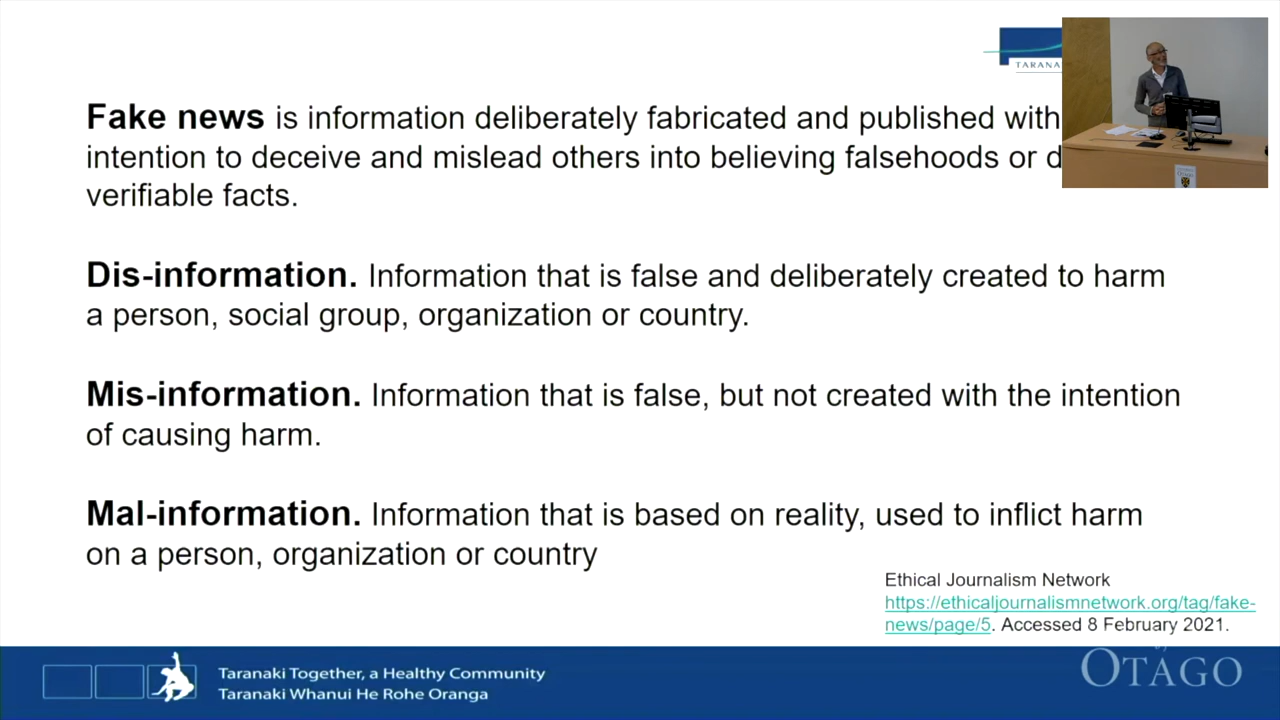 TARANA
Fake news is information deliberately fabricated and published with
intention to deceive and mislead others into believing falsehoods or d
verifiable facts.
Dis-information. Information that is false and deliberately created to harm
a person, social group, organization or country.
Mis-information. Information that is false, but not created with the intention
of causing harm.
Mal-information. Information that is based on reality, used to inflict harm
on a person, organization or country
Ethical Journalism Network
https://ethicaljournalismnetwork.org/tag/fake-
news/page/5. Accessed 8 February 2021.
Taranaki Together, a Healthy Community
Taranaki Whanui He Rohe Oranga
OTAGO